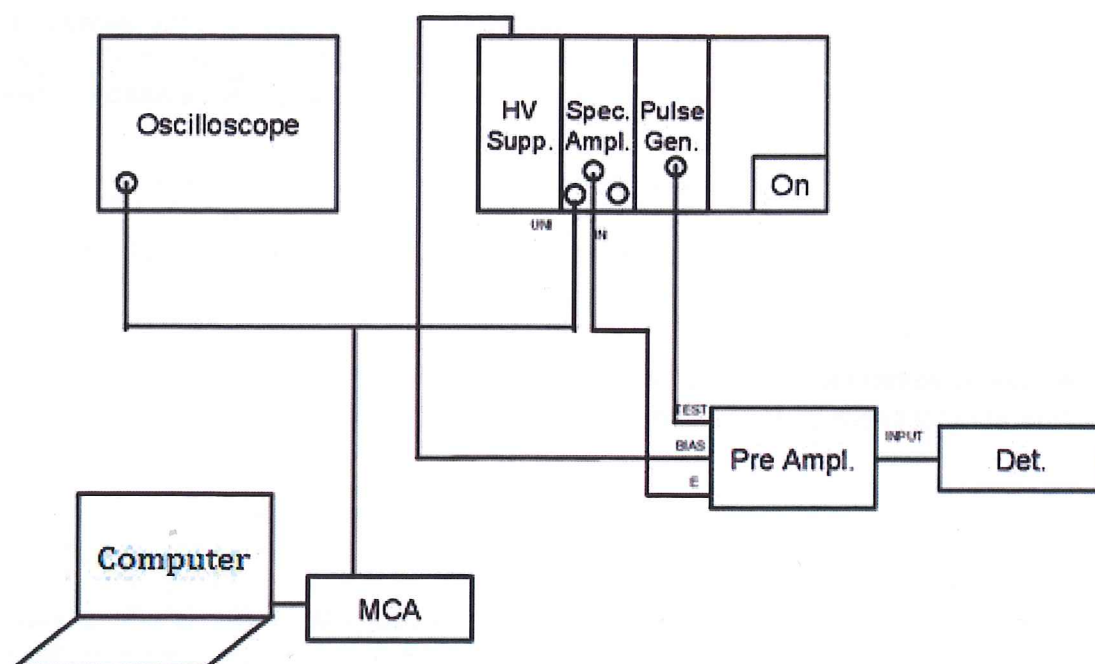 Oscilloscope
HV
Supp.
Spec.
Ampl.
Pulse
Gen.
On
UNI
IN
TEST
BIAS
E
Pre Ampl.
INPUT
Det.
Computer
MCA